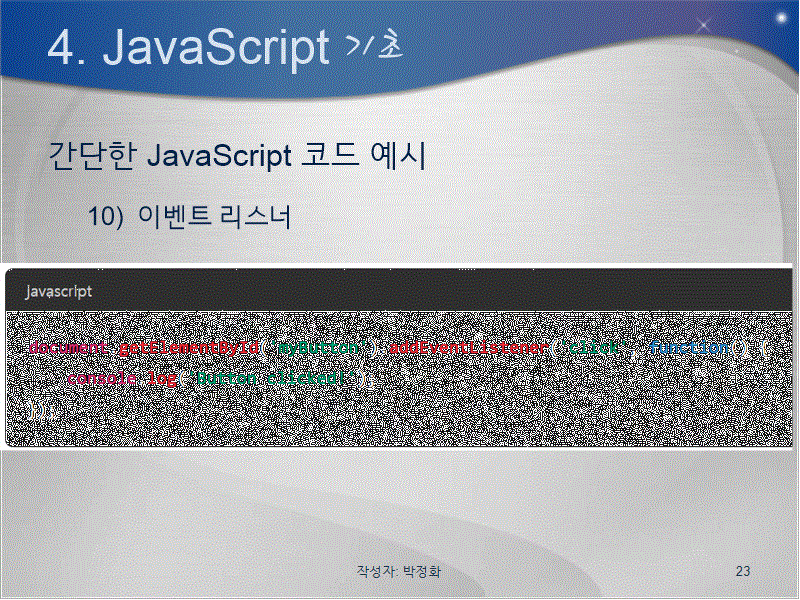 4. JavaScript 기초
간단한 JavaScript 코드 예시
10) 이벤트 리스너
Javascript
document.getElementById('myButton').addEventListener('click', function() {
console.log('Button clicked!');
});
작성자: 박정화
23